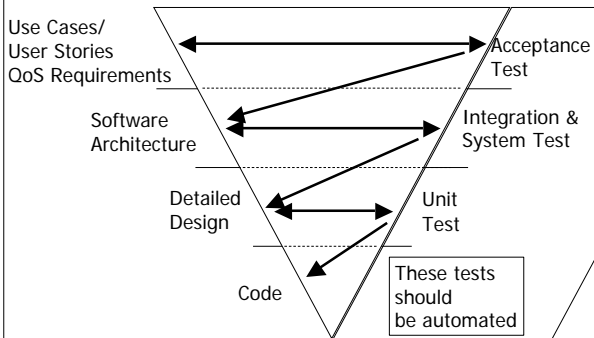 Use Cases/
User Stories
QoS Requirements
Acceptance
Test
Software
Architecture
Integration &
System Test
Detailed
Design
Unit
Test
Code
These tests
should
be automated